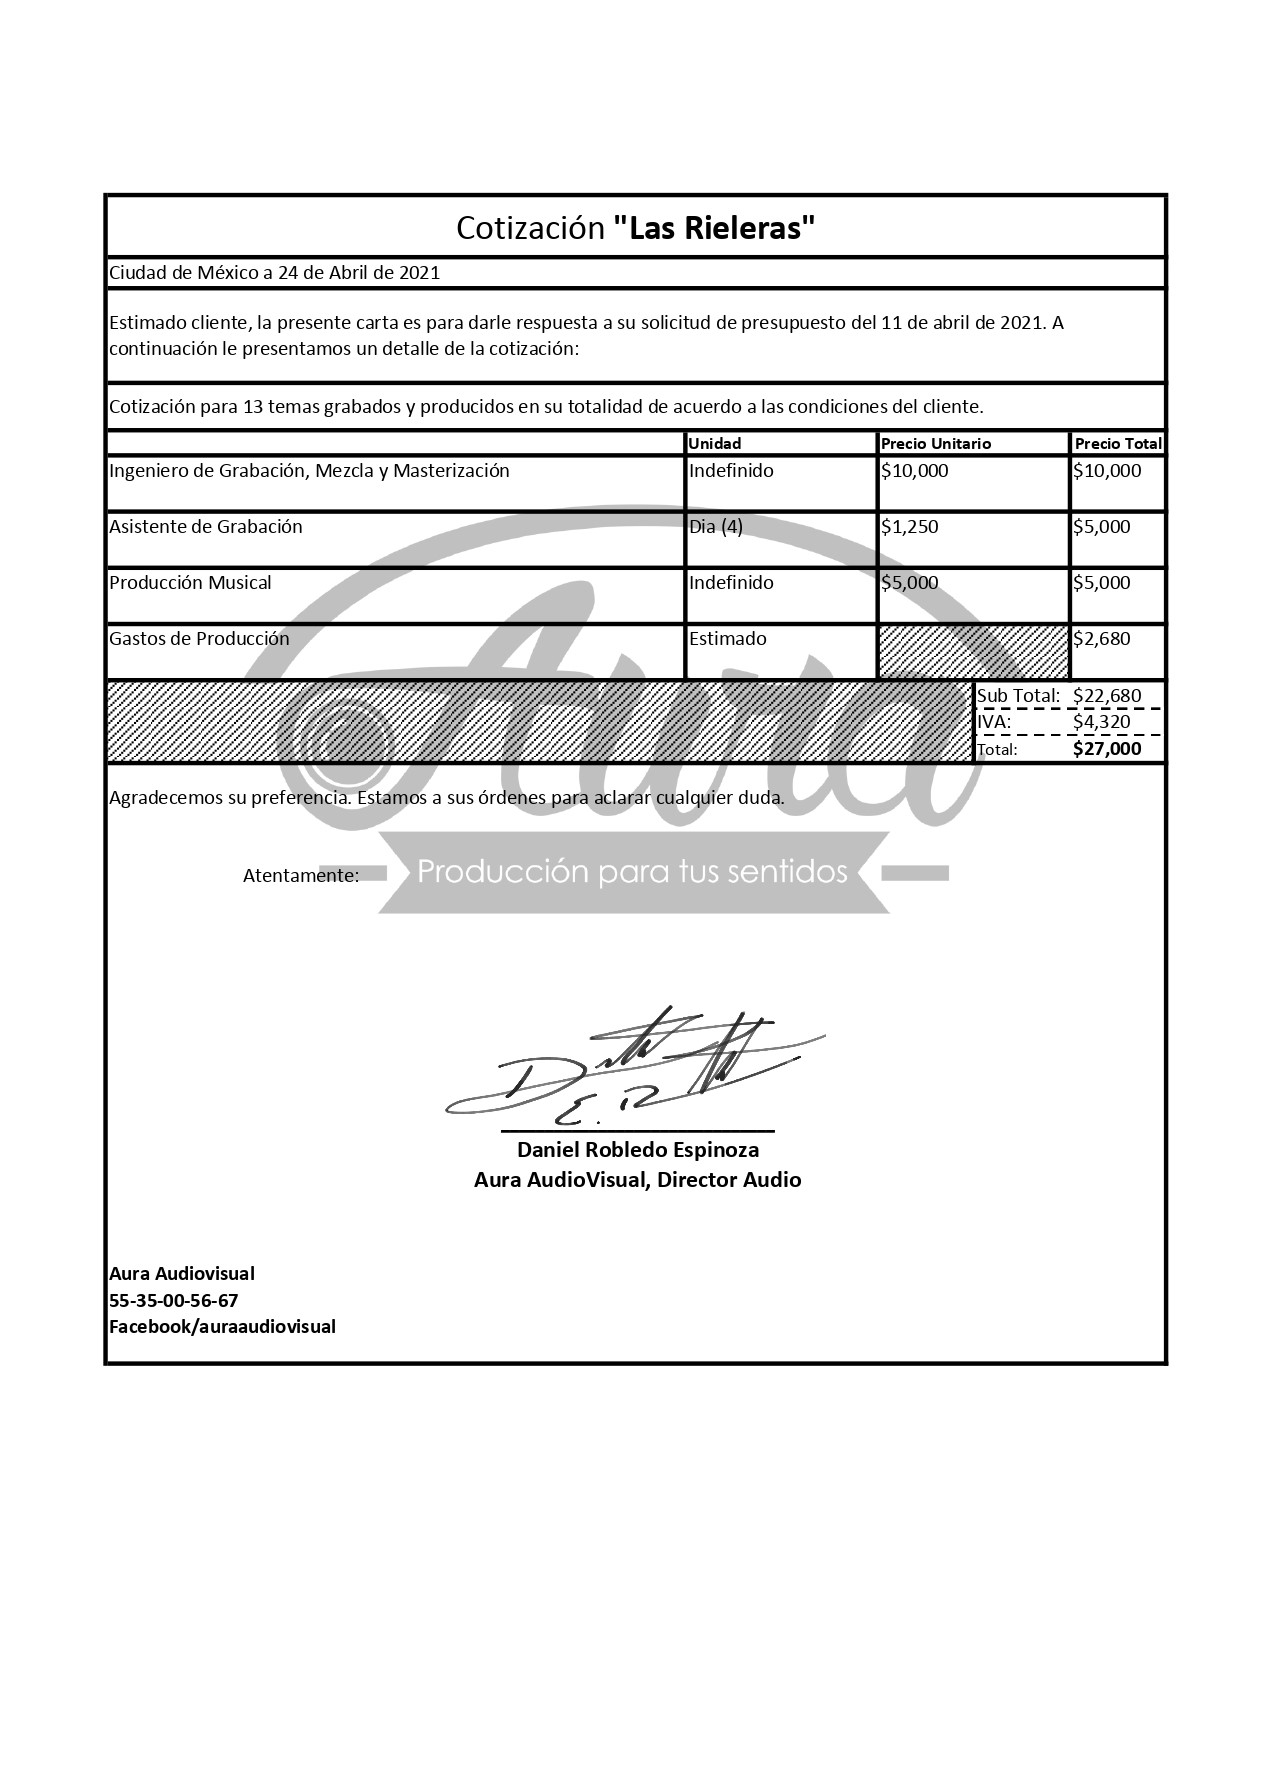 Cotización "Las Rieleras"
Ciudad de México a 24 de Abril de 2021
Estimado cliente, la presente carta es para darle respuesta a su solicitud de presupuesto del 11 de abril de 2021. A
continuación le presentamos un detalle de la cotización:
Cotización para 13 temas grabados y producidos en su totalidad de acuerdo a las condiciones del cliente.
Unidad Precio Unitario Precio Total
Ingeniero de Grabación, Mezcla y Masterización Indefinido $10,000 $10,000
Asistente de Grabación Dia (4) $1,250 $5,000
Producción Musical Indefinido $5,000 $5,000
Gastos de Producción Estimado $2,680
Sub Total: $22,680
IVA: $4,320
Total: $27,000
Aura
Agradecemos su preferencia. Estamos a sus órdenes para aclarar cualquier duda.
Producción para tus sentidos
Atentamente:
Daniel Robledo Espinoza
Aura AudioVisual, Director Audio
Aura Audiovisual
55-35-00-56-67
Facebook/auraaudiovisual